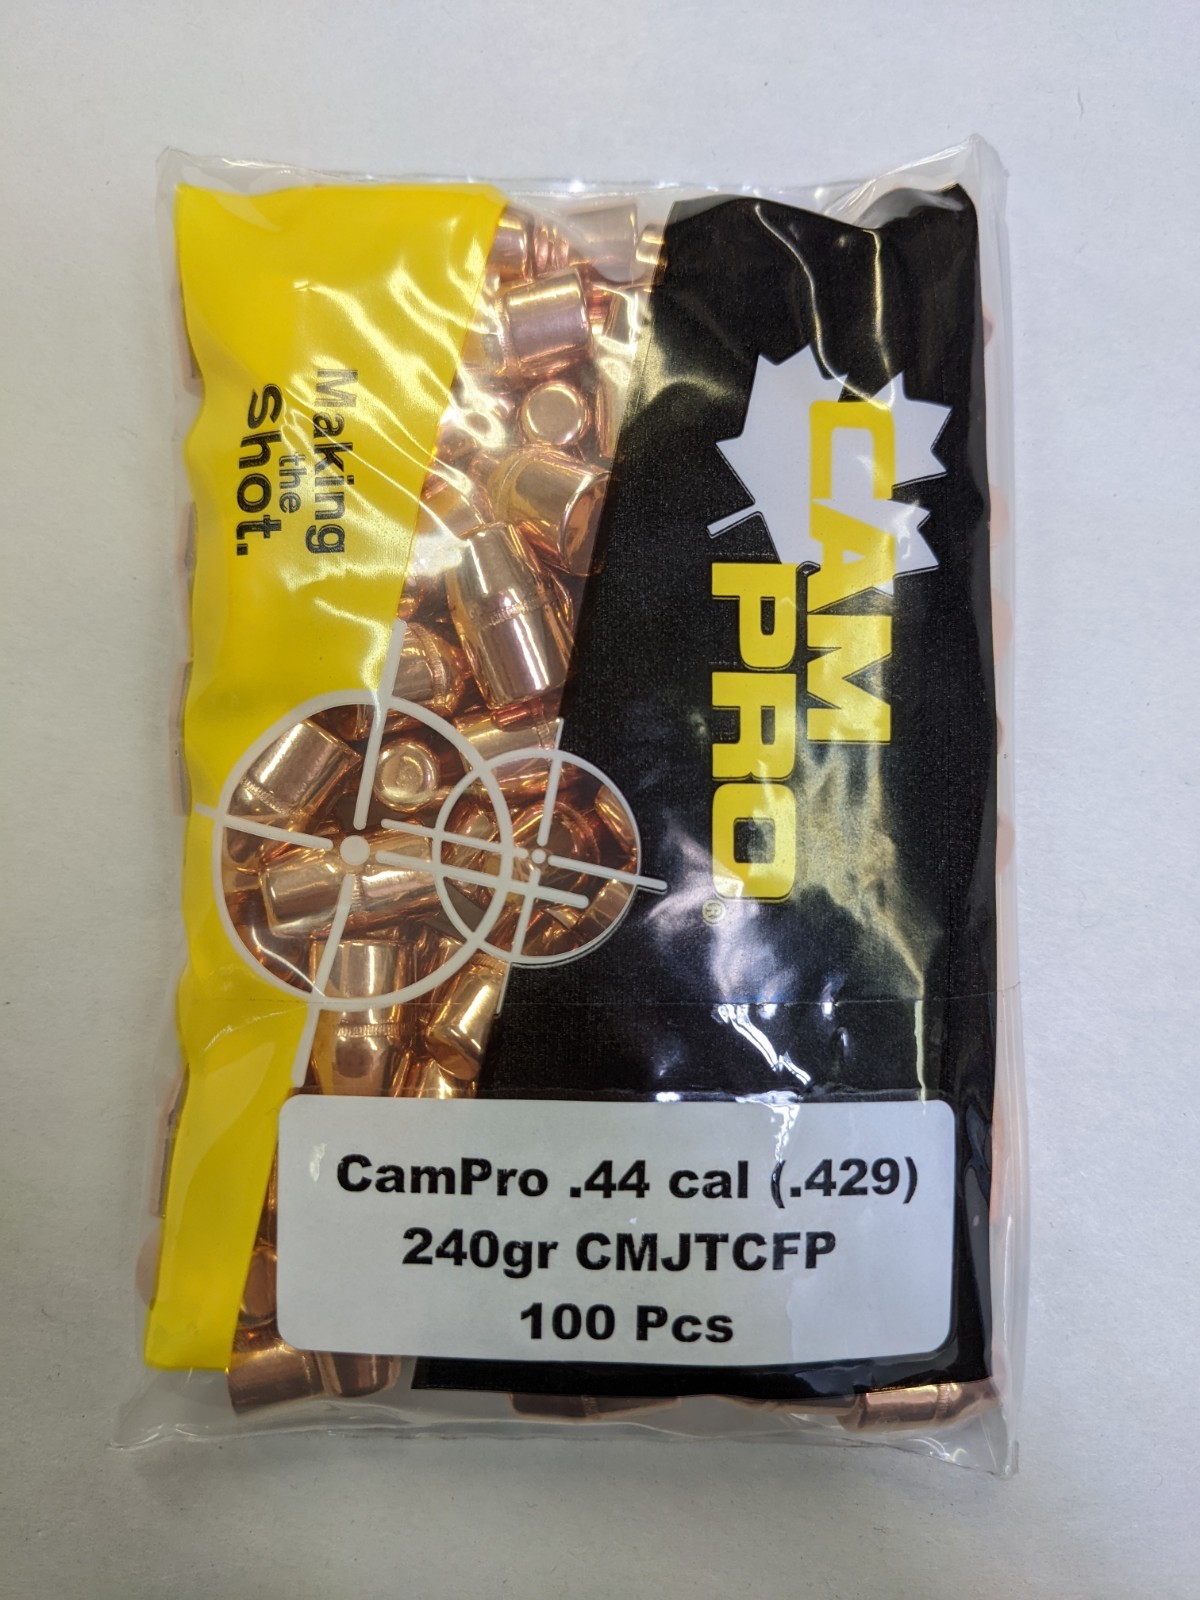 CAM
PRO®
Making
the
Shot.
CamPro .44 cal (.429)
240gr CMJTCFP
100 Pcs